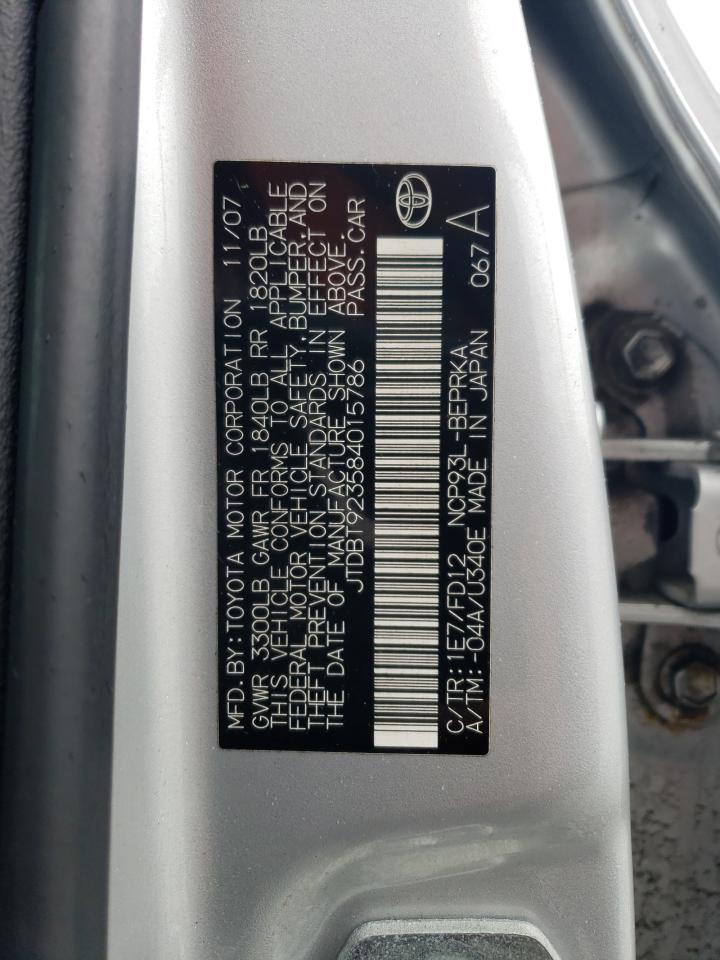 MFD. BY: TOYOTA MOTOR CORPORATION 11/07
GVWR 3300LB GAWR FR 1840LB RR 1820LB
THIS VEHICLE CONFORMS TO ALL APPLICABLE
FEDERAL MOTOR VEHICLE SAFETY, BUMPER, AND
THEFT PREVENTION STANDARDS IN EFFECT ON
THE DATE OF MANUFACTURE SHOWN ABOVE.
JTDBT923584015786 PASS. CAR
C/TR: 1E7/FD12 NCP93L-BEPRKA 067 A
A/TM: -04A/U340E MADE IN JAPAN